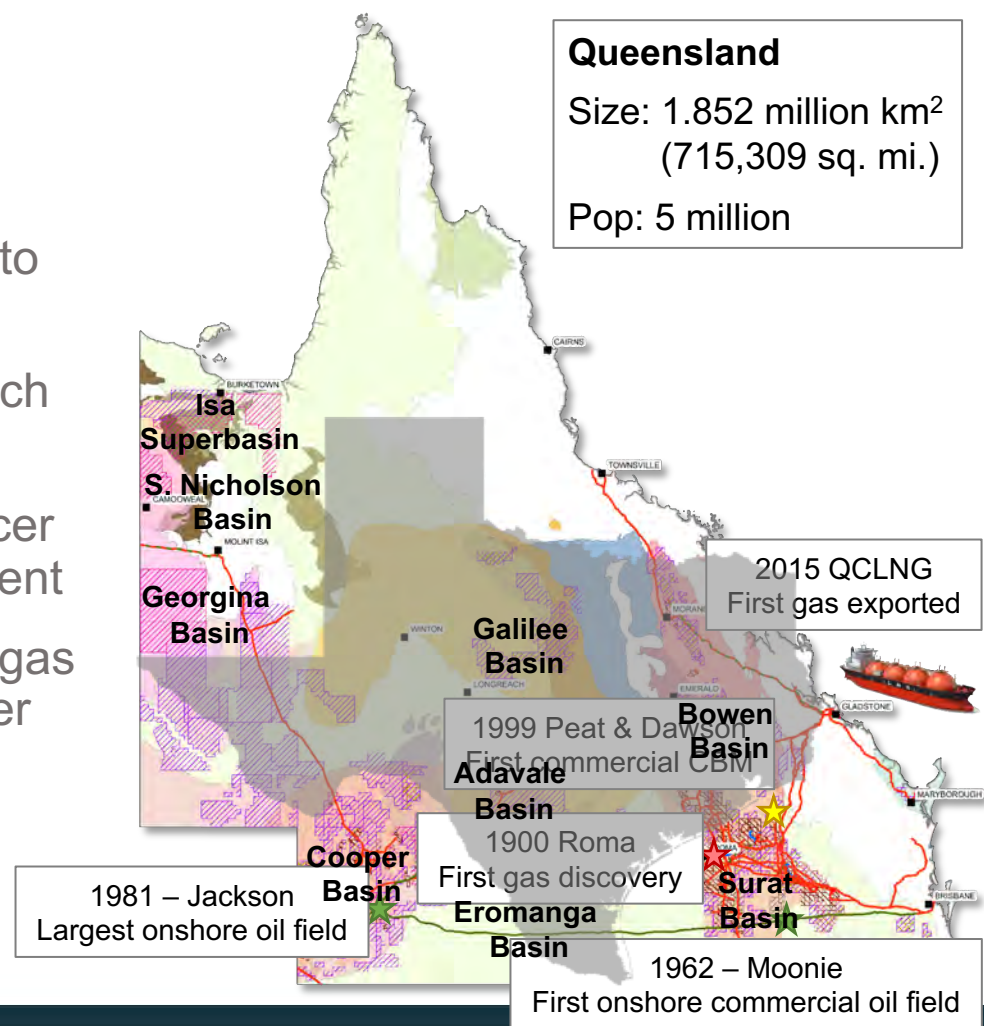 Queensland
Size: 1.852 million km²
(715,309 sq. mi.)
Pop: 5 million
to
ch
cer
ent
gas
er
CAIRNS
BURKETOWN
Isa
Superbasin
TOWNSVILLE
S. Nicholson
Basin
CAMOOWEAL
MOUNT ISA
2015 QCLNG
First gas exported
Georgina
Basin
MORANB
WINTON
Galilee
Basin
LONGREACH
EMERALD
GLADSTONE
1999 Peat & Dawson
First commercial CBM
Bowen
Basin
Adavale
Basin
MARYBOROUGH
1900 Roma
First gas discovery
OMA
Cooper
Basin
Surat
Basin
BRISBANE
1981 – Jackson
Largest onshore oil field
Eromanga
Basin
1962 – Moonie
First onshore commercial oil field